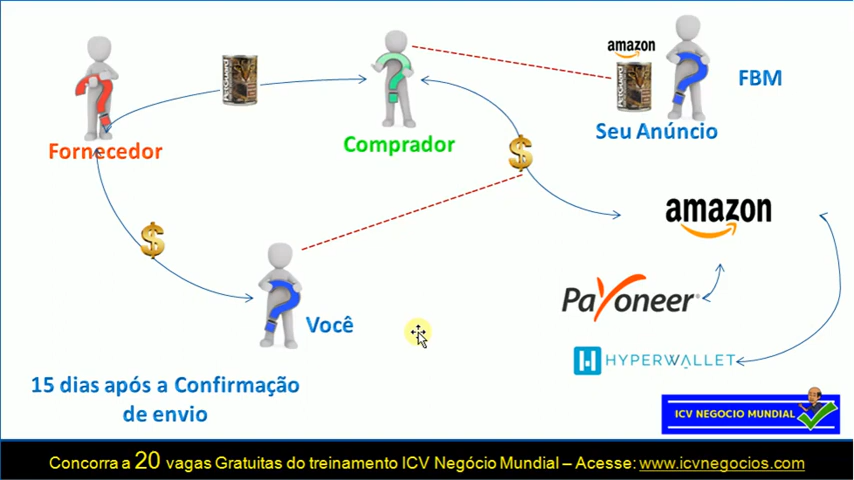 amazon
FBM
Seu Anúncio
Fornecedor
Comprador
amazon
Payoneer
Você
HYPERWALLET
15 dias após a Confirmação
de envio
ICV NEGOCIO MUNDIAL
Concorra a 20 vagas Gratuitas do treinamento ICV Negócio Mundial – Acesse: www.icvnegocios.com